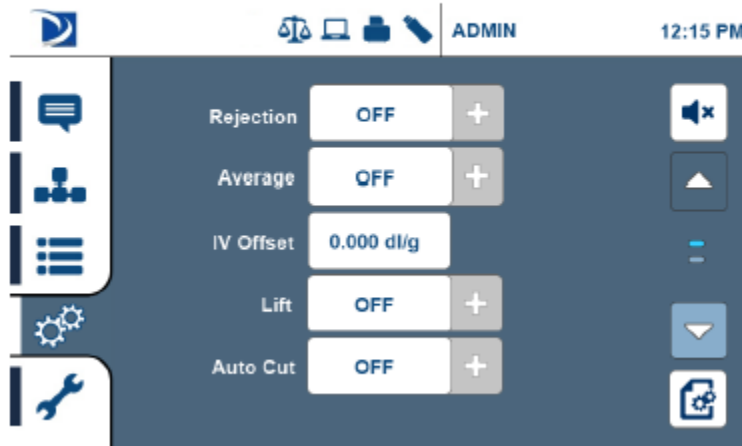 ADMIN 12:15 PM
Rejection OFF +
Average OFF +
IV Offset 0.000 dl/g
Lift OFF +
Auto Cut OFF +